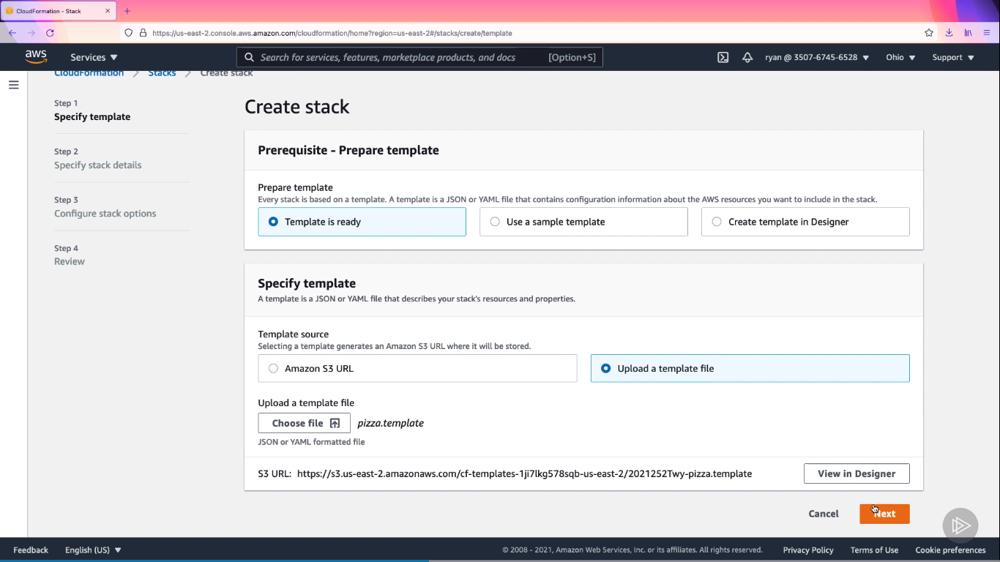 CloudFormation - Stack
https://us-east-2.console.aws.amazon.com/cloudformation/home?region=us-east-2#/stacks/create/template
aws Services Search for services, features, marketplace products, and docs [Option+S] ryan @ 3507-6745-6528 Ohio Support
CloudFormation Stacks Create stack
Step 1
Specify template
Step 2
Specify stack details
Step 3
Configure stack options
Step 4
Review
Create stack
Prerequisite - Prepare template
Prepare template
Every stack is based on a template. A template is a JSON or YAML file that contains configuration information about the AWS resources you want to include in the stack.
Template is ready Use a sample template Create template in Designer
Specify template
A template is a JSON or YAML file that describes your stack's resources and properties.
Template source
Selecting a template generates an Amazon S3 URL where it will be stored.
Amazon S3 URL Upload a template file
Upload a template file
Choose file pizza.template
JSON or YAML formatted file
S3 URL: https://s3.us-east-2.amazonaws.com/cf-templates-1ji7lkg578sqb-us-east-2/2021252Twy-pizza.template View in Designer
Cancel Next
Feedback English (US) © 2008 - 2021, Amazon Web Services, Inc. or its affiliates. All rights reserved. Privacy Policy Terms of Use Cookie preferences